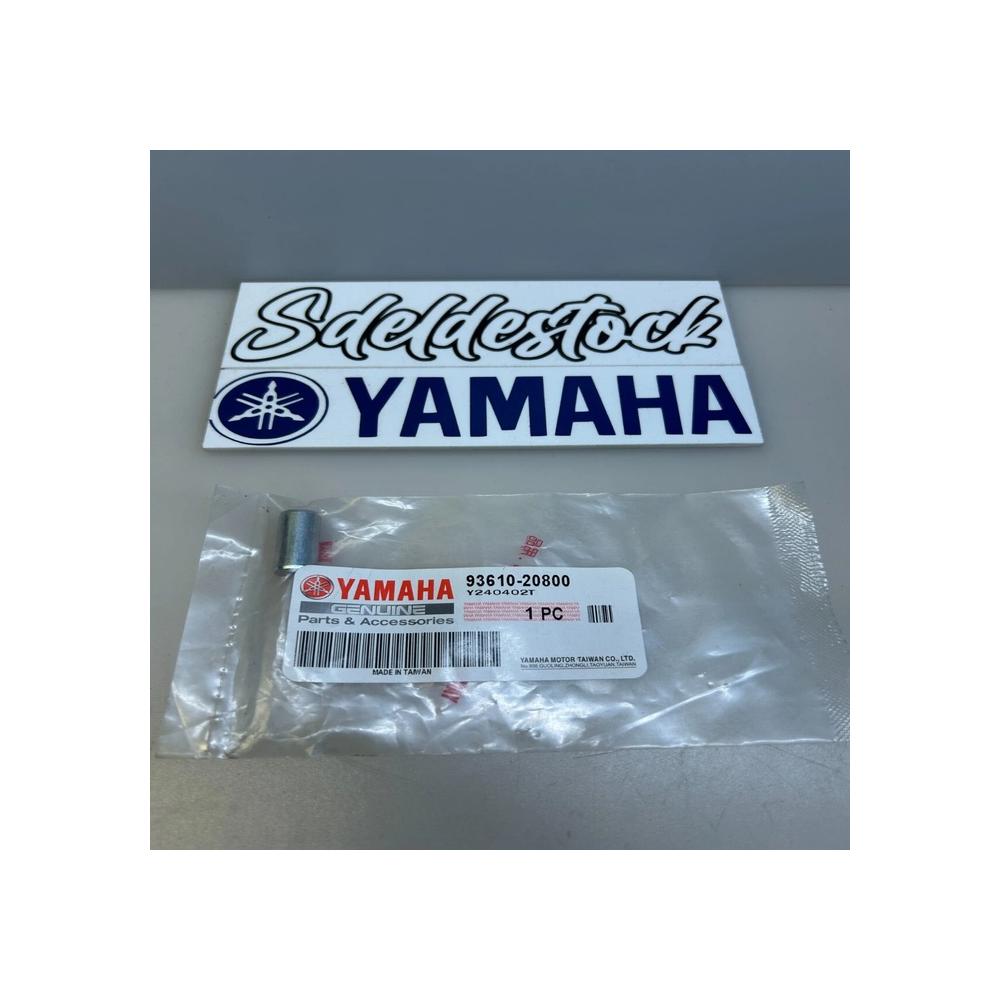 Sdeldestock
YAMAHA
YAMAHA
GENUINE
Parts & Accessories
93610-20800
Y240402T
1 PC
MADE IN TAIWAN
YAMAHA MOTOR TAIWAN CO., LTD.